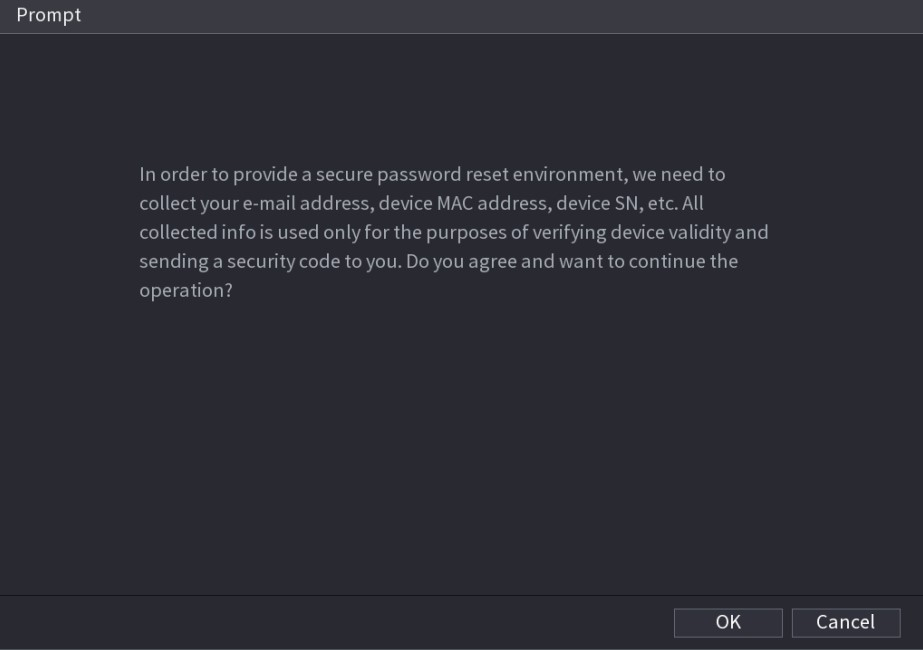 Prompt
In order to provide a secure password reset environment, we need to
collect your e-mail address, device MAC address, device SN, etc. All
collected info is used only for the purposes of verifying device validity and
sending a security code to you. Do you agree and want to continue the
operation?
OK
Cancel